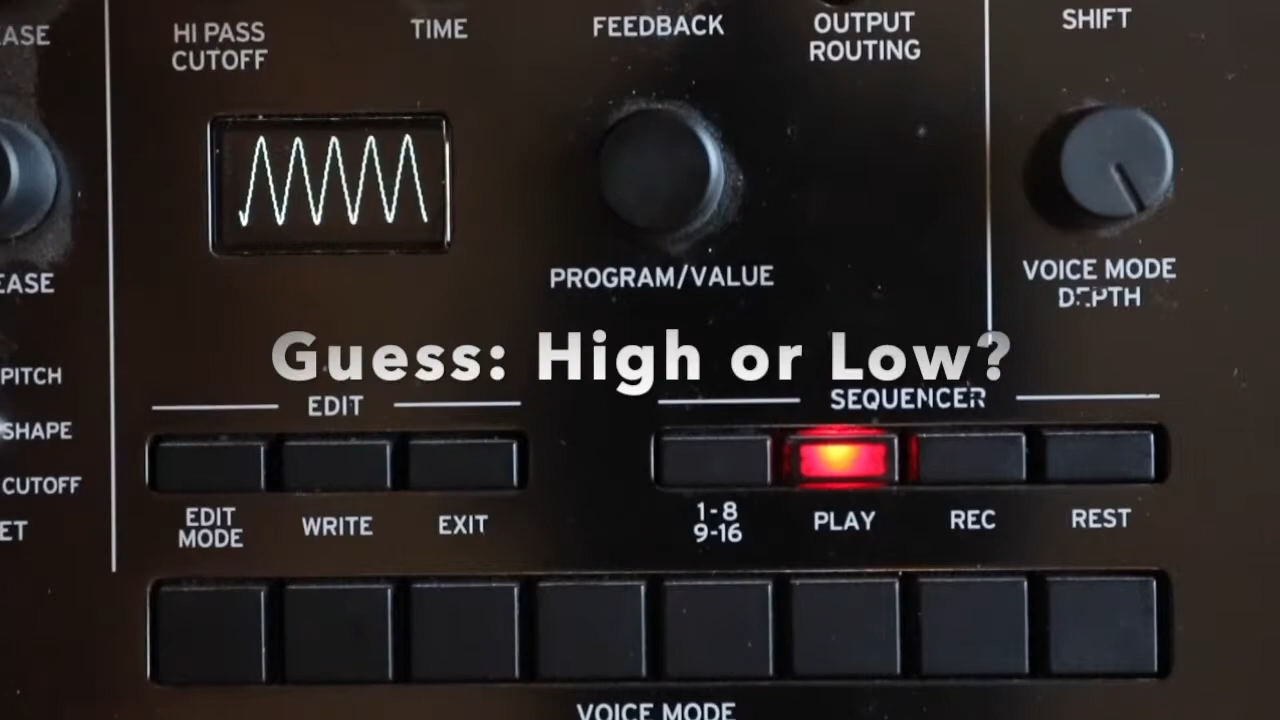 EASE
HI PASS
CUTOFF
TIME
FEEDBACK
OUTPUT
ROUTING
SHIFT
EASE
PROGRAM/VALUE
VOICE MODE
DEPTH
Guess: High or Low?
PITCH
SHAPE
CUTOFF
ET
EDIT
SEQUENCER
EDIT
MODE
WRITE
EXIT
1-8
9-16
PLAY
REC
REST
VOICE MODE